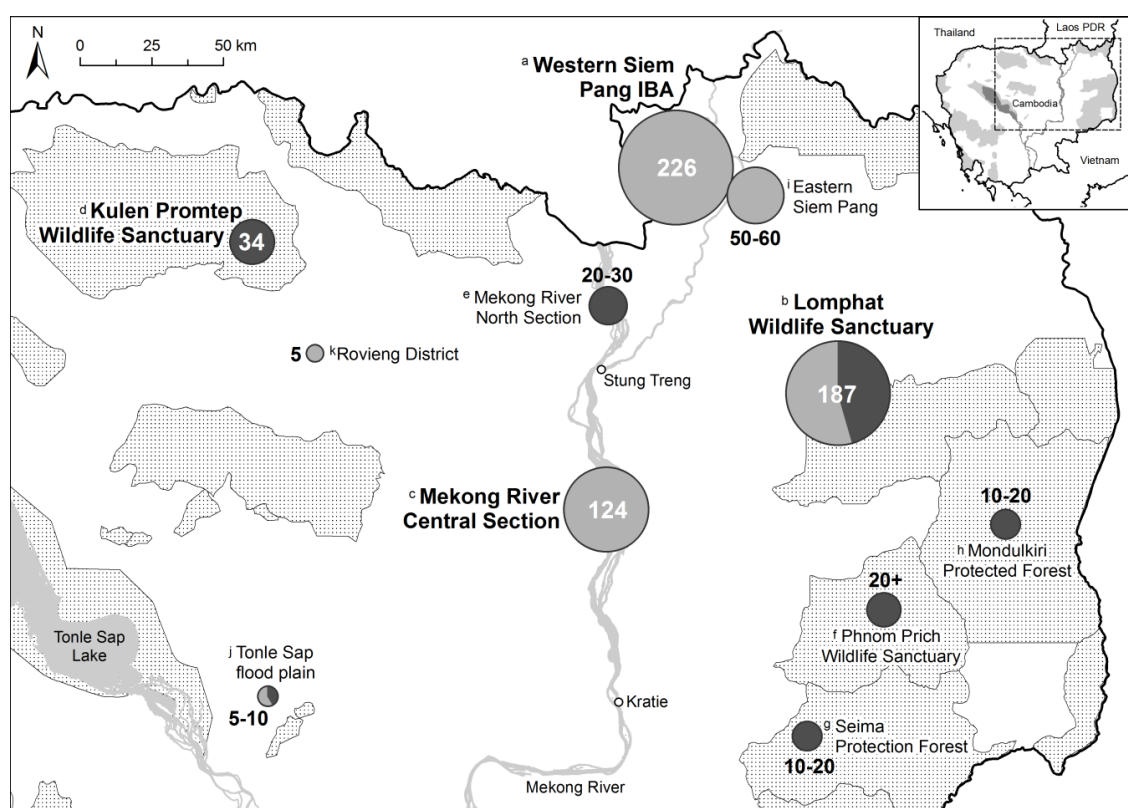 N
0 25 50 km
Thailand
Laos PDR
Cambodia
Vietnam
a Western Siem
Pang IBA
226
i Eastern
Siem Pang
50-60
d Kulen Promtep
Wildlife Sanctuary
34
20-30
e Mekong River
North Section
b Lomphat
Wildlife Sanctuary
187
5
k Rovieng District
Stung Treng
c Mekong River
Central Section
124
10-20
h Mondulkiri
Protected Forest
20+
f Phnom Prich
Wildlife Sanctuary
Tonle Sap
Lake
j Tonle Sap
flood plain
5-10
Kratie
g Seima
Protection Forest
10-20
Mekong River